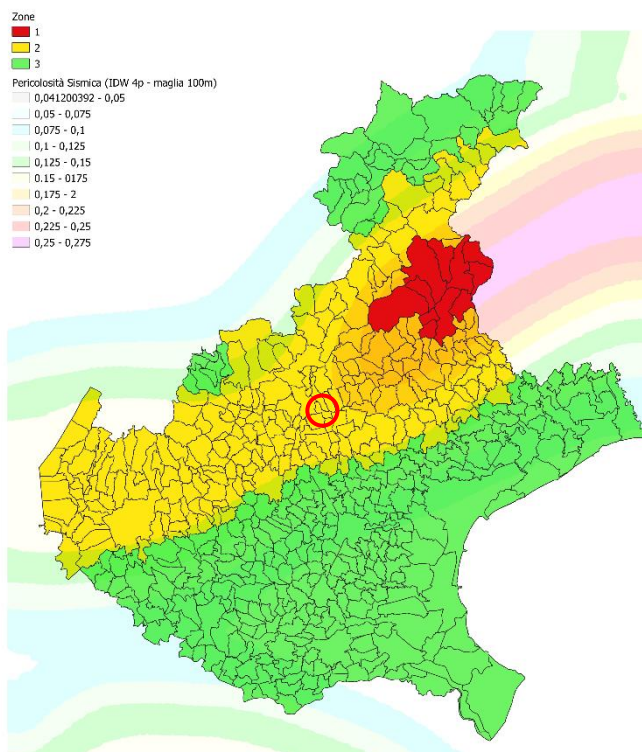 Zone
1
2
3
Pericolosità Sismica (IDW 4p - maglia 100m)
0,041200392 - 0,05
0,05 - 0,075
0,075 - 0,1
0,1 - 0,125
0,125 - 0,15
0.15 - 0175
0,175 - 2
0,2 - 0,225
0,225 - 0,25
0,25 - 0,275